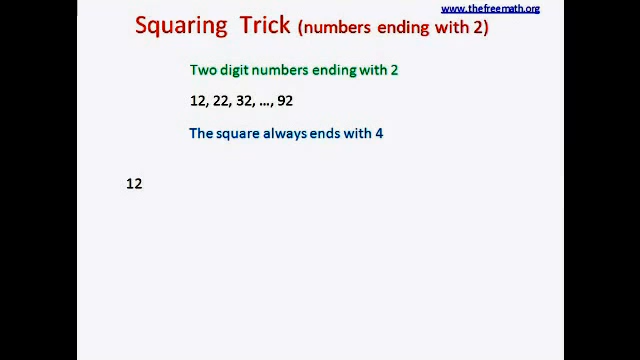 www.thefreemath.org
Squaring Trick (numbers ending with 2)
Two digit numbers ending with 2
12, 22, 32, ..., 92
The square always ends with 4
12